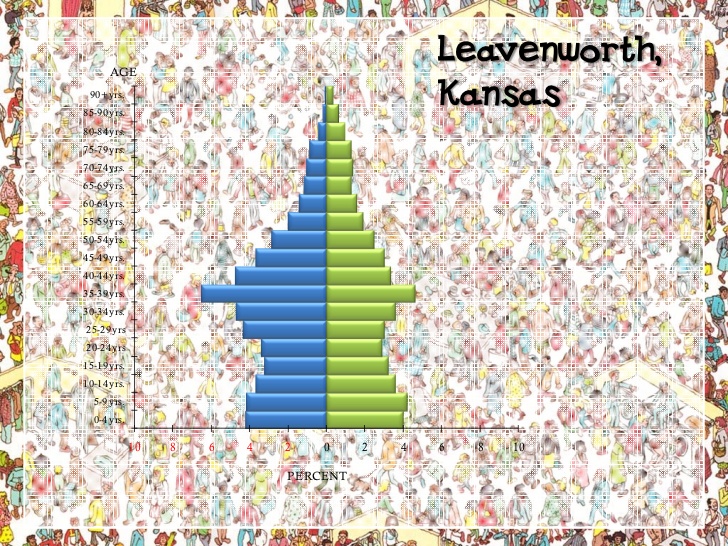 Leavenworth,
Kansas
AGE
90+yrs.
85-90yrs.
80-84yrs.
75-79yrs.
70-74yrs.
65-69yrs.
60-64yrs.
55-59yrs.
50-54yrs.
45-49yrs.
40-44yrs.
35-39yrs.
30-34yrs.
25-29yrs
20-24yrs.
15-19yrs.
10-14yrs.
5-9yrs.
0-4yrs.
10 8 6 4 2 0 2 4 6 8 10
PERCENT